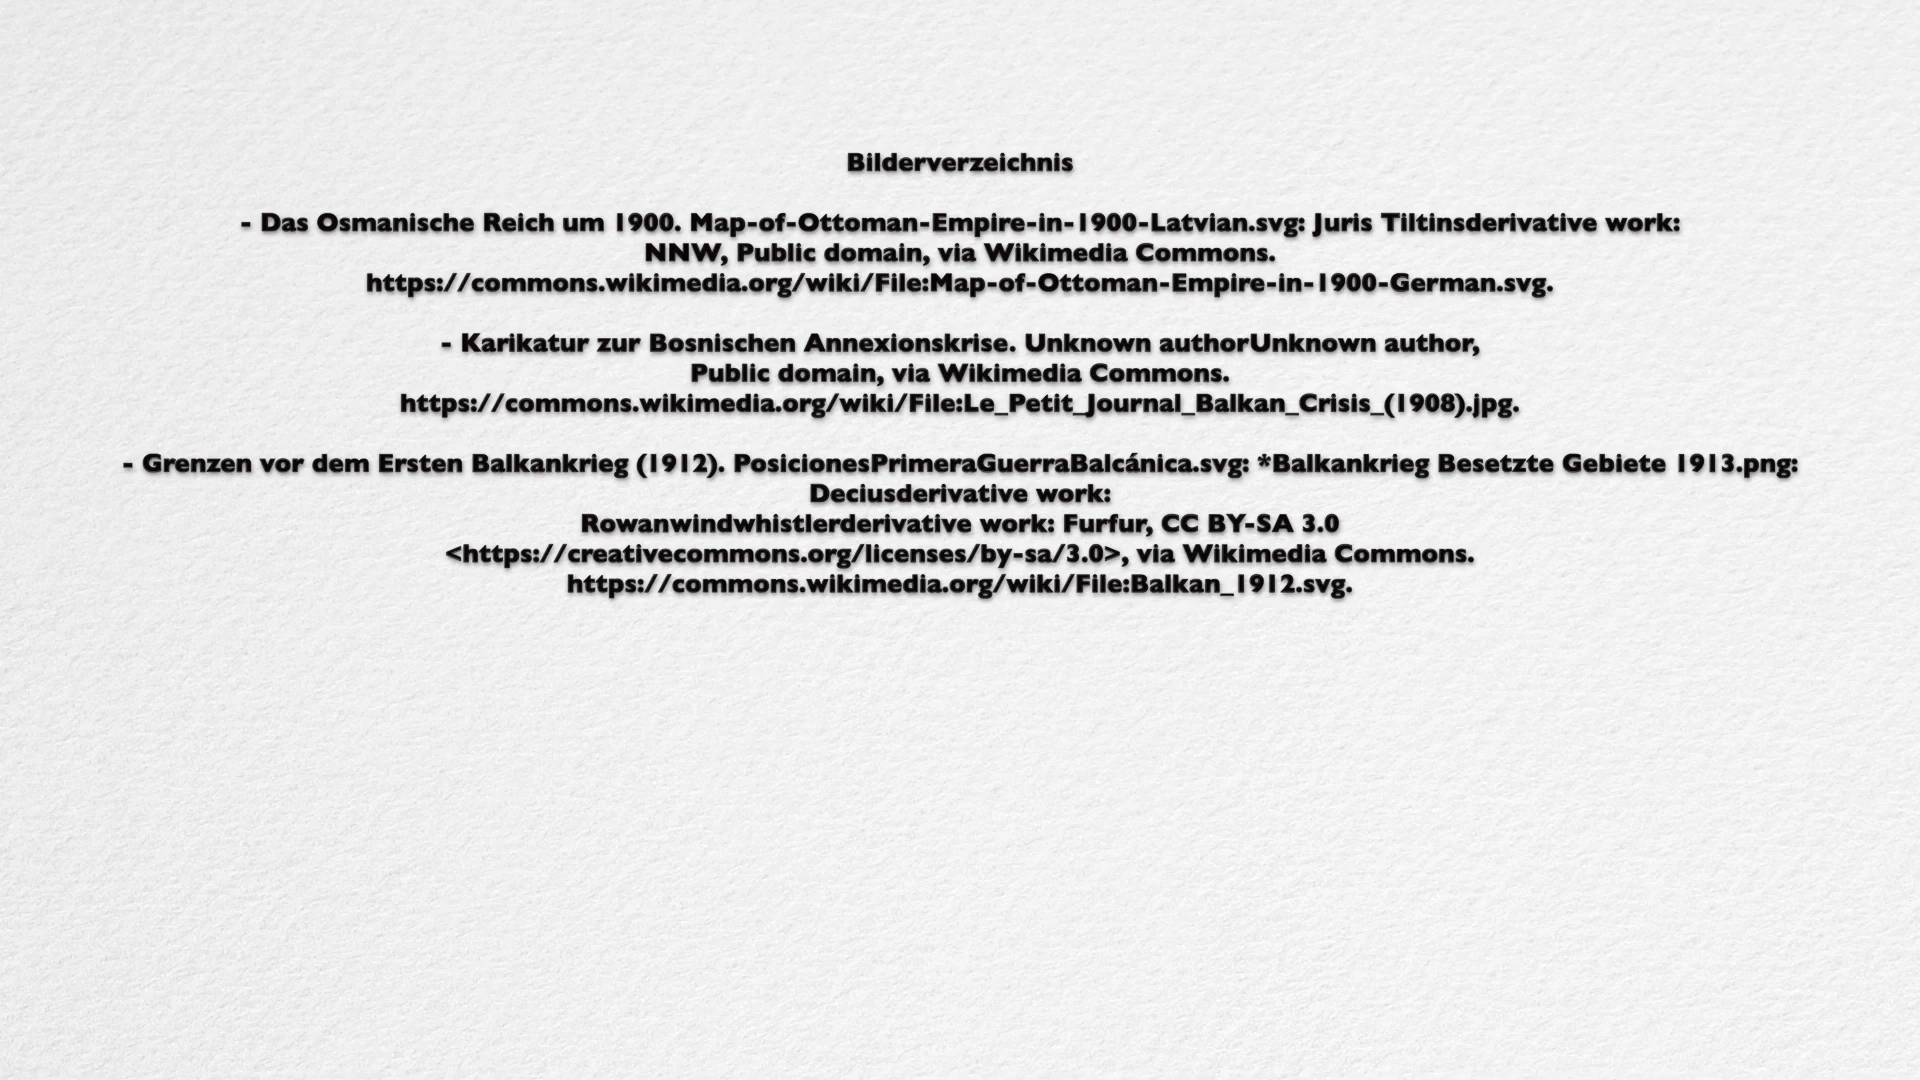 Bilderverzeichnis
- Das Osmanische Reich um 1900. Map-of-Ottoman-Empire-in-1900-Latvian.svg: Juris Tiltinsderivative work:
NNW, Public domain, via Wikimedia Commons.
https://commons.wikimedia.org/wiki/File:Map-of-Ottoman-Empire-in-1900-German.svg.
- Karikatur zur Bosnischen Annexionskrise. Unknown authorUnknown author,
Public domain, via Wikimedia Commons.
https://commons.wikimedia.org/wiki/File:Le_Petit_Journal_Balkan_Crisis_(1908).jpg.
- Grenzen vor dem Ersten Balkankrieg (1912). PosicionesPrimeraGuerraBalcánica.svg: *Balkankrieg Besetzte Gebiete 1913.png:
Deciusderivative work:
Rowanwindwhistlerderivative work: Furfur, CC BY-SA 3.0
<https://creativecommons.org/licenses/by-sa/3.0>, via Wikimedia Commons.
https://commons.wikimedia.org/wiki/File:Balkan_1912.svg.